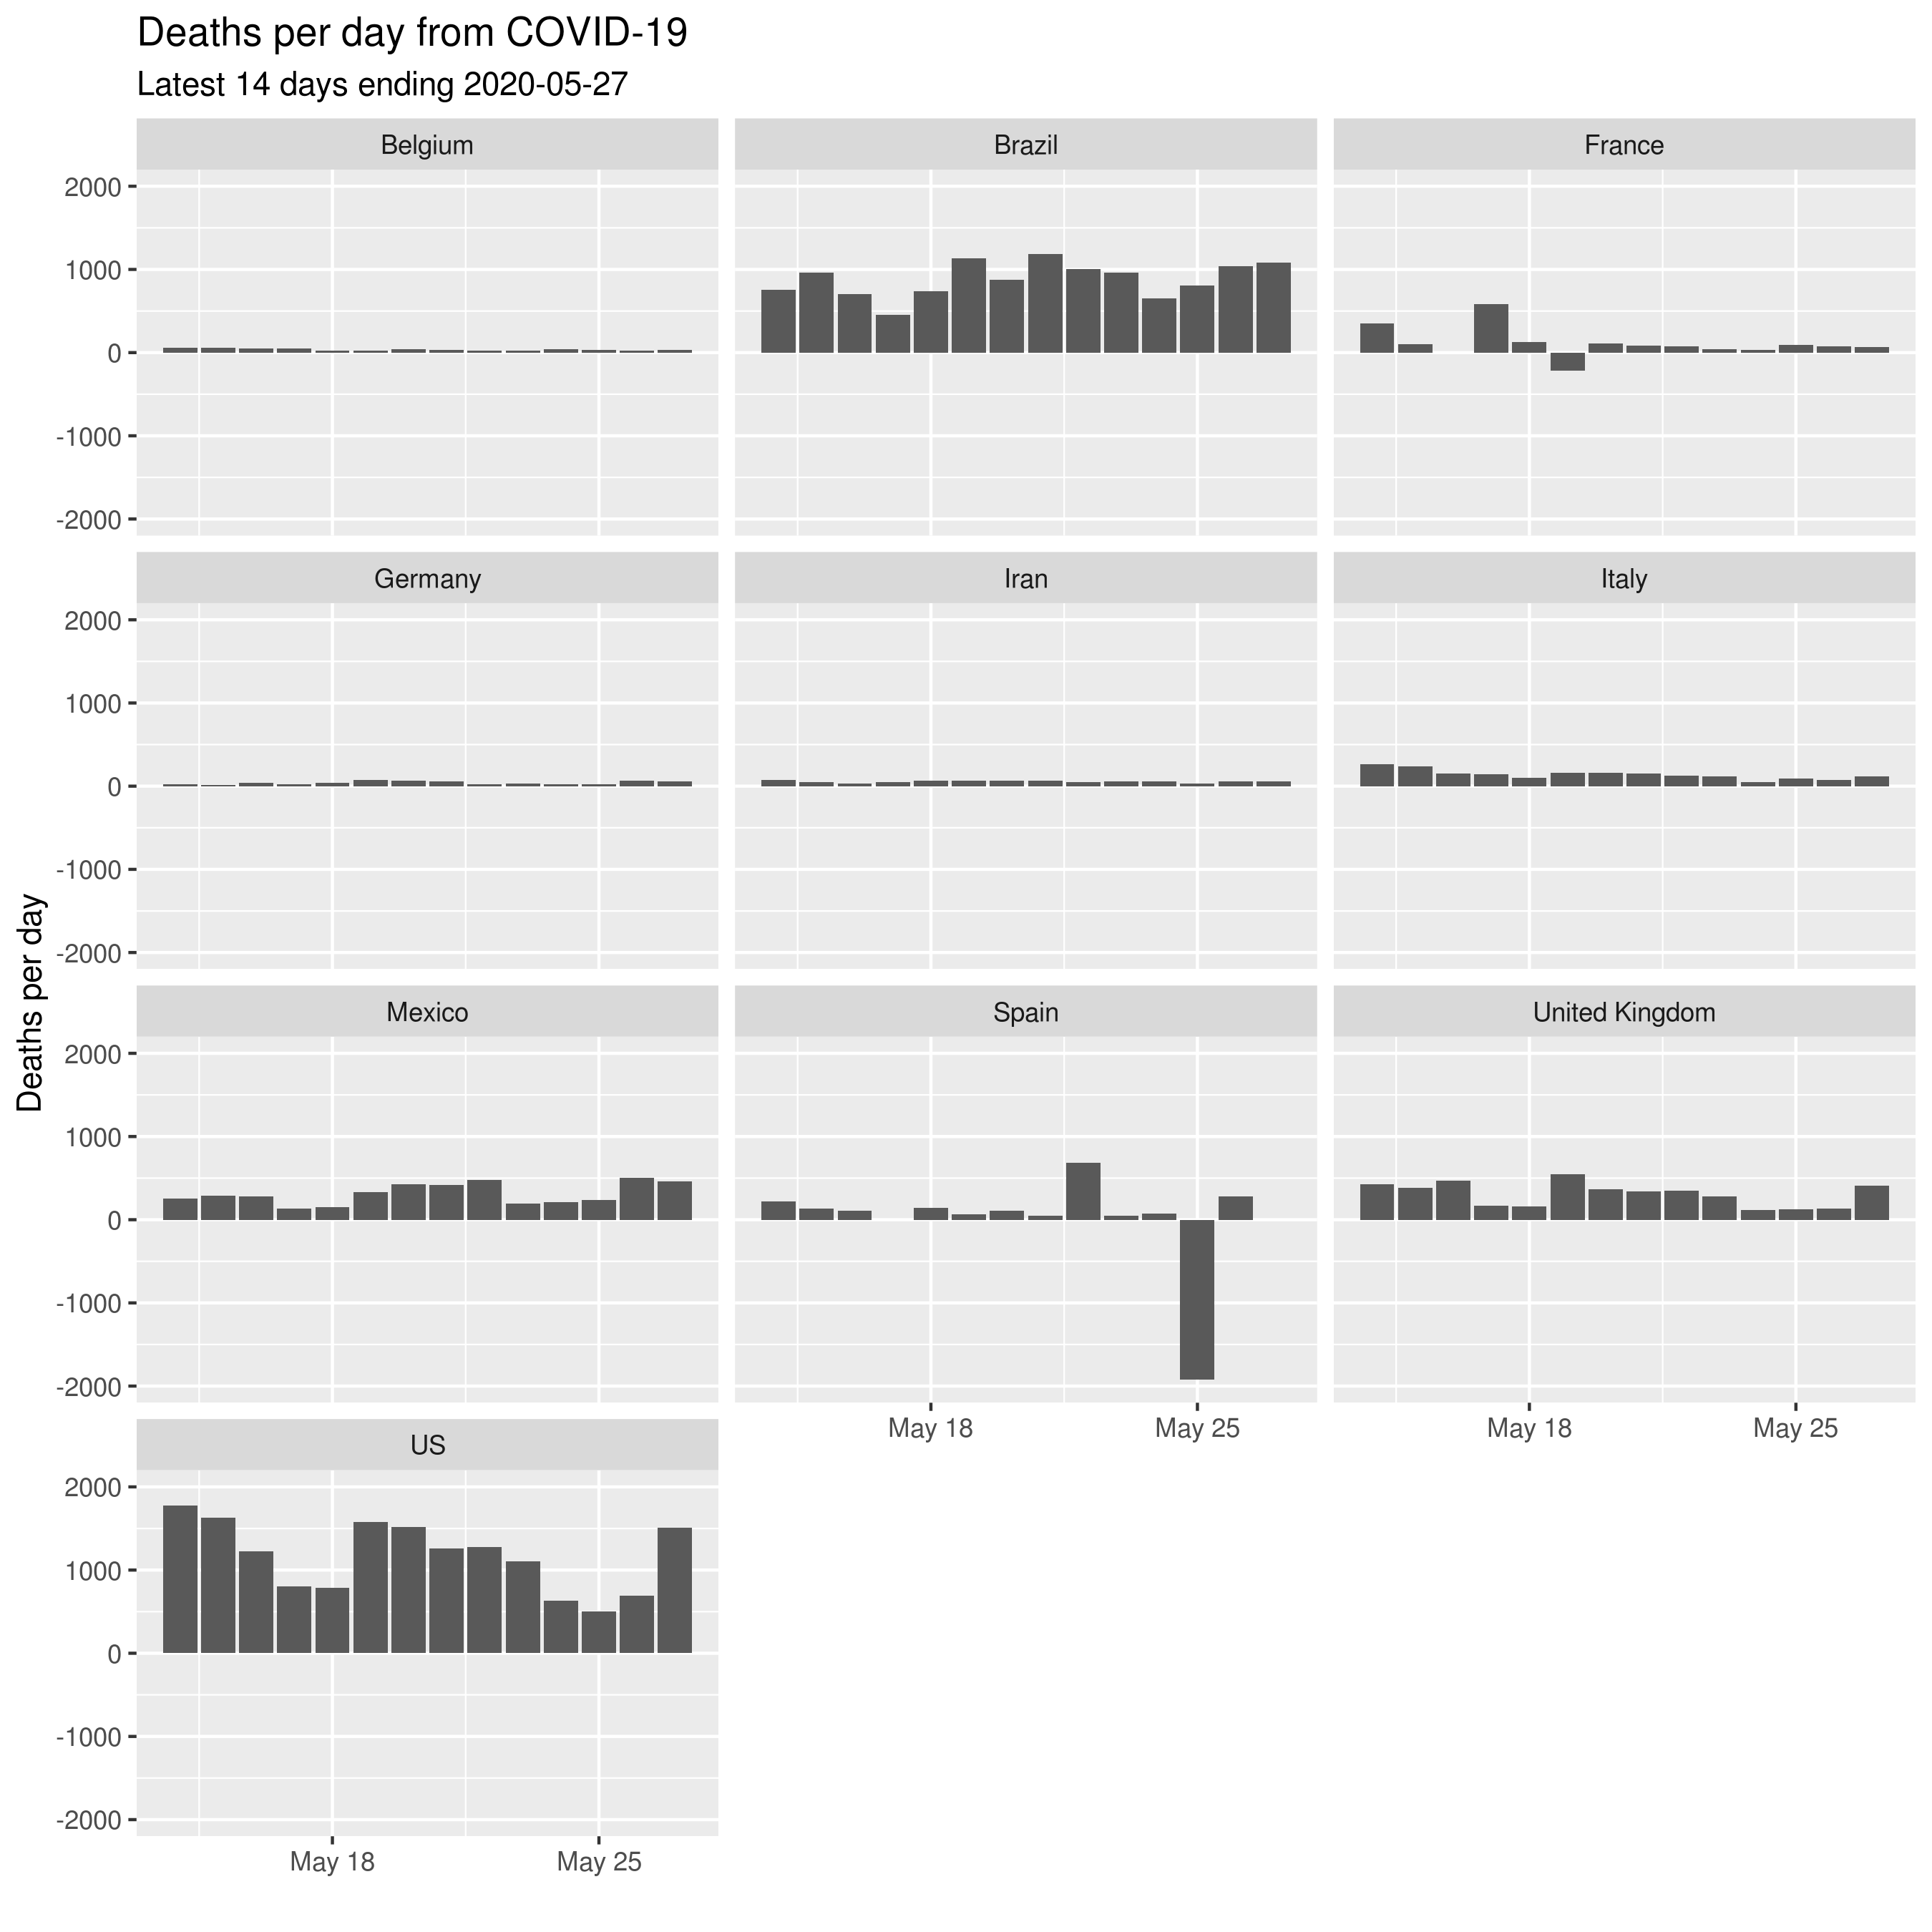 Deaths per day from COVID-19
Latest 14 days ending 2020-05-27
Belgium
Brazil
France
2000
1000
0
-1000
-2000
Germany
Iran
Italy
2000
1000
0
-1000
-2000
Deaths per day
Mexico
Spain
United Kingdom
2000
1000
0
-1000
-2000
May 18
May 25
May 18
May 25
US
2000
1000
0
-1000
-2000
May 18
May 25